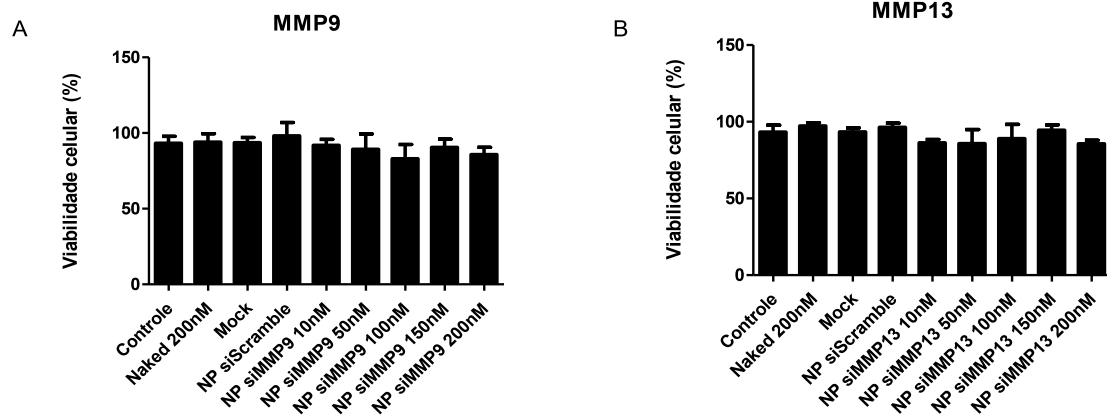 A
MMP9
Viabilidade celular (%)
150
100
50
0
Controle
Naked 200nM
Mock
NP siScramble
NP siMMP9 10nM
NP siMMP9 50nM
NP siMMP9 100nM
NP siMMP9 150nM
NP siMMP9 200nM
B
MMP13
Viabilidade celular (%)
150
100
50
0
Controle
Naked 200nM
Mock
NP siScramble
NP siMMP13 10nM
NP siMMP13 50nM
NP siMMP13 100nM
NP siMMP13 150nM
NP siMMP13 200nM